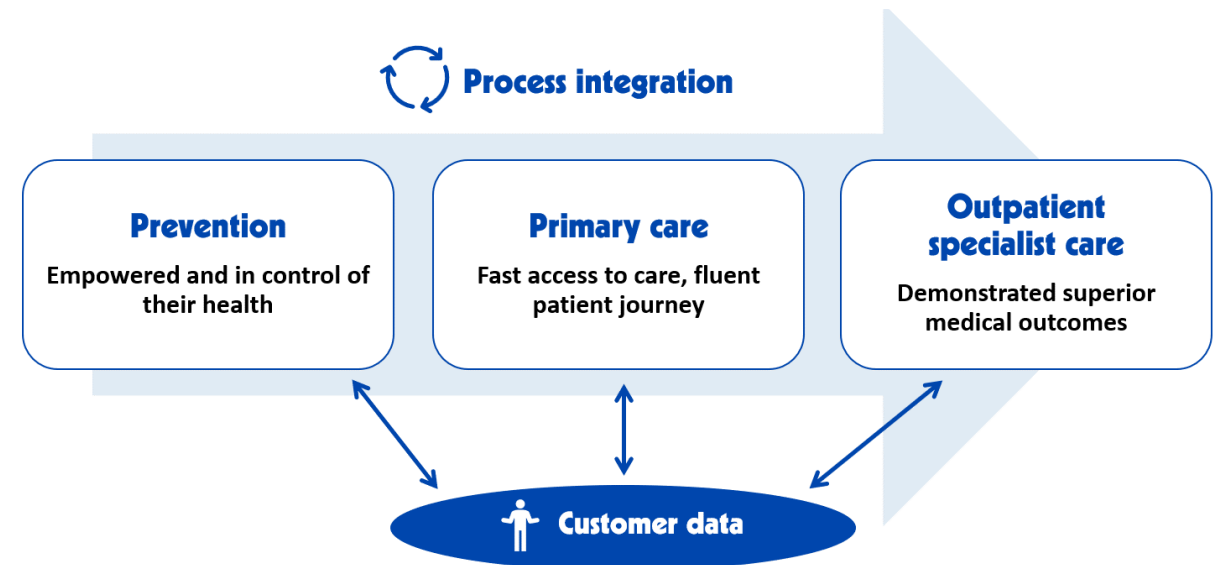 Process integration
Prevention
Empowered and in control of
their health
Primary care
Fast access to care, fluent
patient journey
Outpatient
specialist care
Demonstrated superior
medical outcomes
Customer data